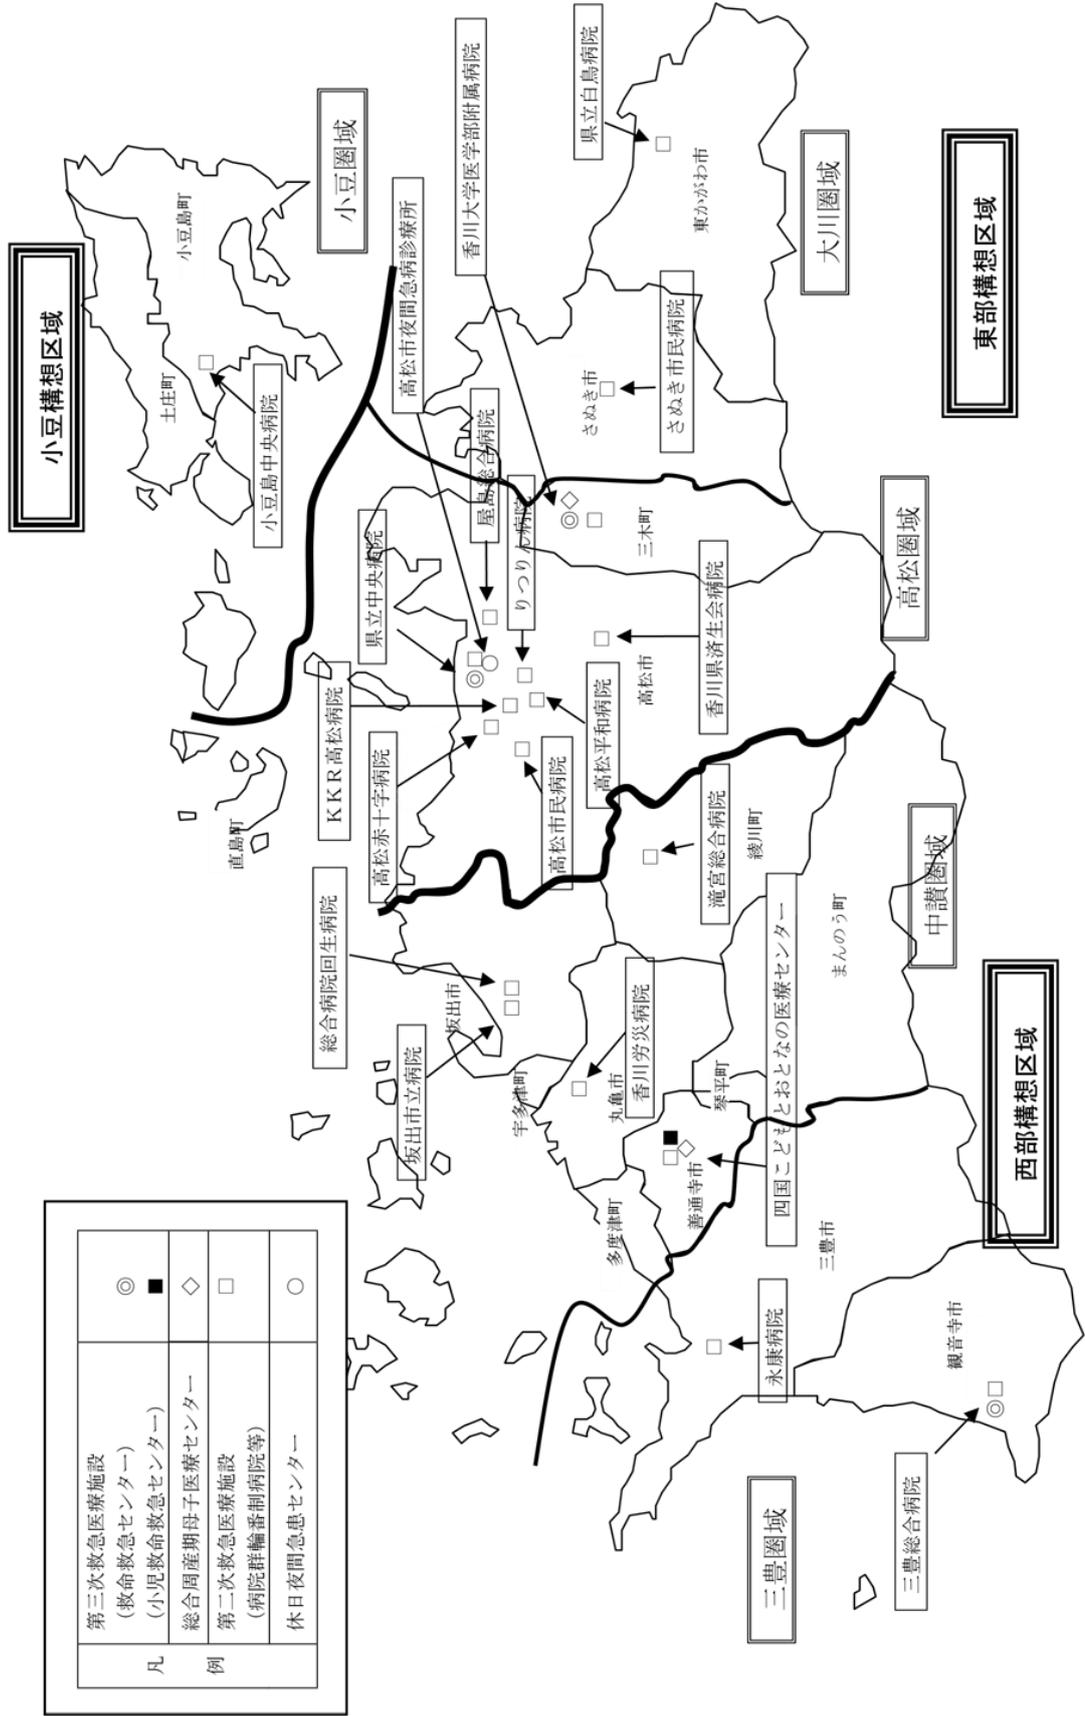 小豆構想区域
東部構想区域
西部構想区域
小豆圏域
大川圏域
高松圏域
中讃圏域
三豊圏域
小豆島町
土庄町
小豆島中央病院
直島町
香川大学医学部附属病院
高松市夜間急病診療所
県立白鳥病院
東かがわ市
さぬき市民病院
さぬき市
屋島総合病院
りつりん病院
県立中央病院
三木町
香川県済生会病院
高松市
KKR高松病院
高松赤十字病院
高松平和病院
高松市民病院
滝宮総合病院
綾川町
総合病院回生病院
坂出市
坂出市立病院
宇多津町
丸亀市
香川労災病院
まんのう町
琴平町
四国こどもとおとなの医療センター
善通寺市
多度津町
三豊市
永康病院
観音寺市
三豊総合病院
凡例
第三次救急医療施設
(救命救急センター) ◎
(小児救命救急センター) ■
総合周産期母子医療センター ◇
第二次救急医療施設 □
(病院群輪番制病院等)
休日夜間急患センター ○